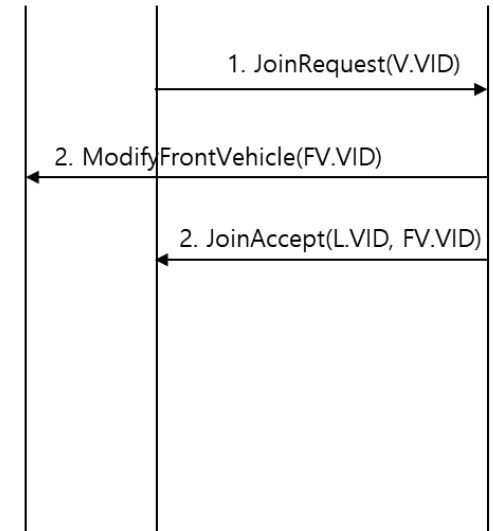 1. JoinRequest(V.VID)
2. ModifyFrontVehicle(FV.VID)
2. JoinAccept(L.VID, FV.VID)